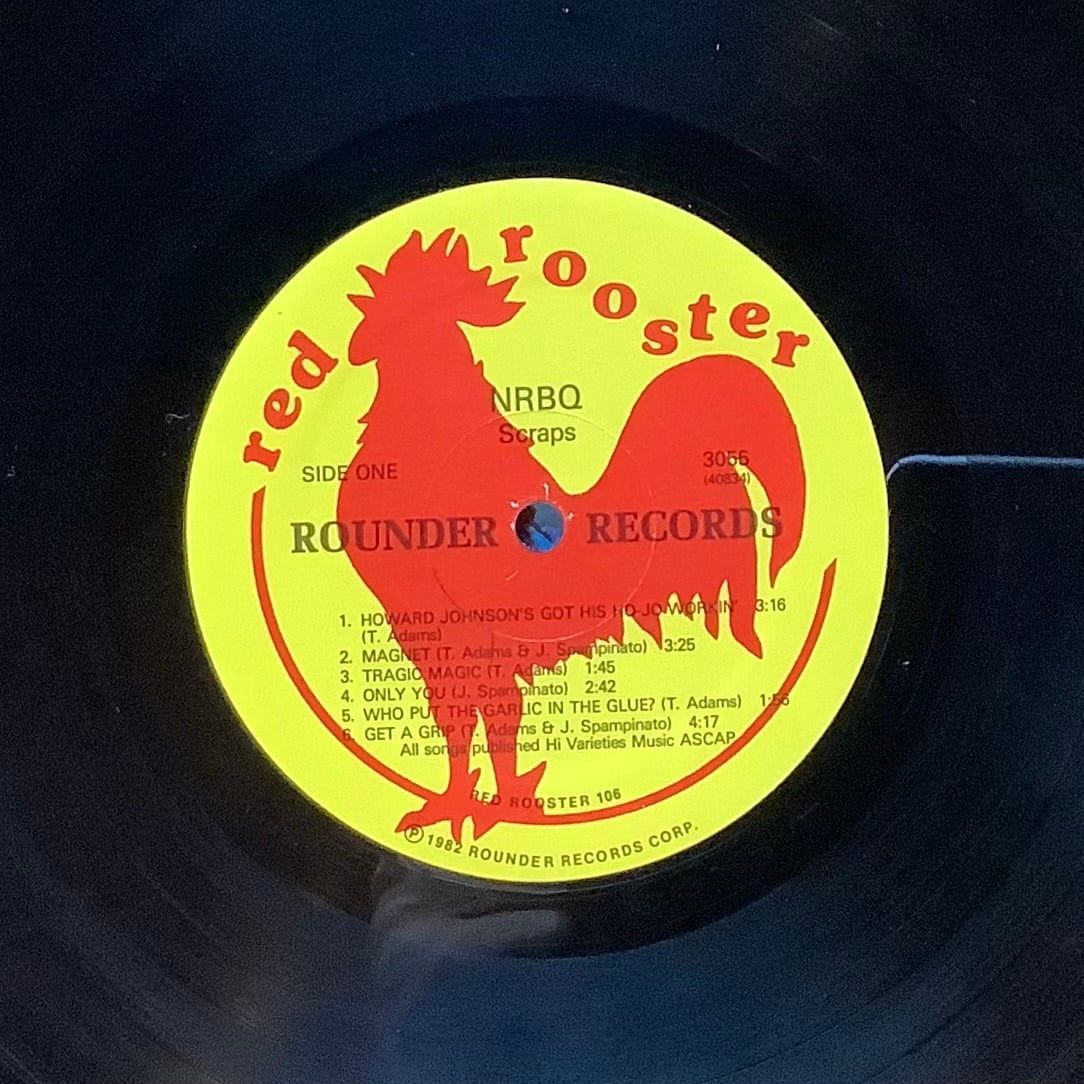 red rooster
NRBQ
Scraps
SIDE ONE
3055
(40834)
ROUNDER RECORDS
1. HOWARD JOHNSON'S GOT HIS HO-JO WORKIN' 3:16
(T. Adams)
2. MAGNET (T. Adams & J. Spampinato) 3:25
3. TRAGIC MAGIC (T. Adams) 1:45
4. ONLY YOU (J. Spampinato) 2:42
5. WHO PUT THE GARLIC IN THE GLUE? (T. Adams) 1:56
6. GET A GRIP (T. Adams & J. Spampinato) 4:17
All songs published Hi Varieties Music ASCAP
RED ROOSTER 106
Ⓟ 1982 ROUNDER RECORDS CORP.